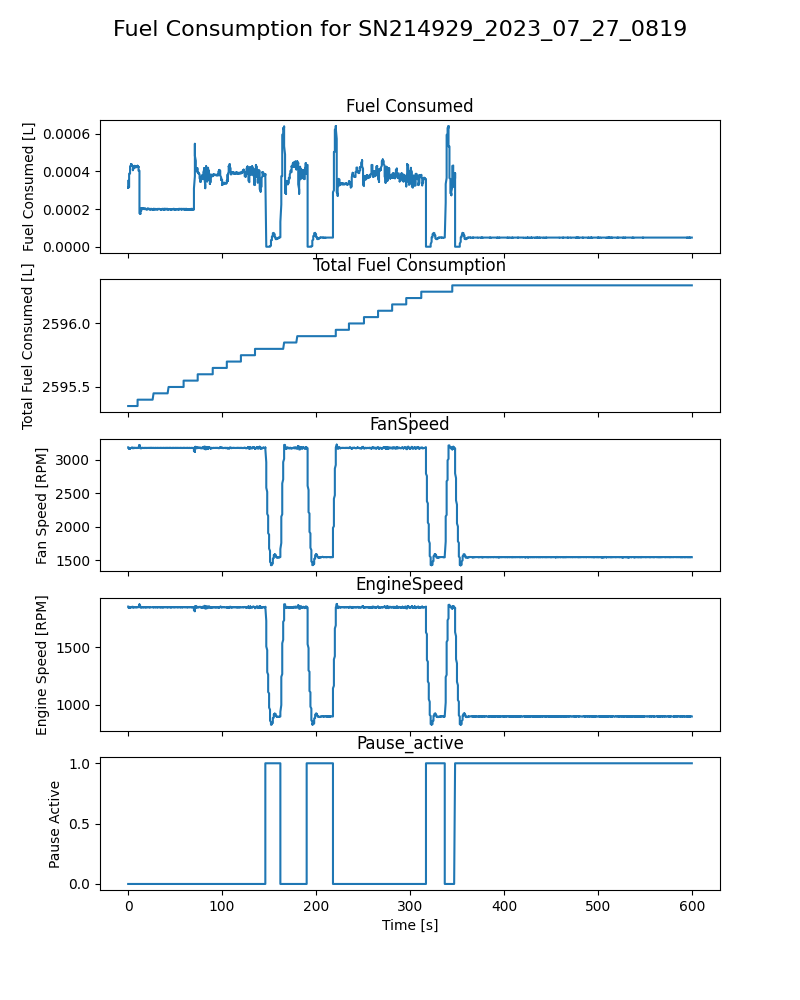 Fuel Consumption for SN214929_2023_07_27_0819
Fuel Consumed
Fuel Consumed [L]
0.0006
0.0004
0.0002
0.0000
Total Fuel Consumption
Total Fuel Consumed [L]
2596.0
2595.5
FanSpeed
Fan Speed [RPM]
3000
2500
2000
1500
EngineSpeed
Engine Speed [RPM]
1500
1000
Pause_active
Pause Active
1.0
0.5
0.0
0 100 200 300 400 500 600
Time [s]